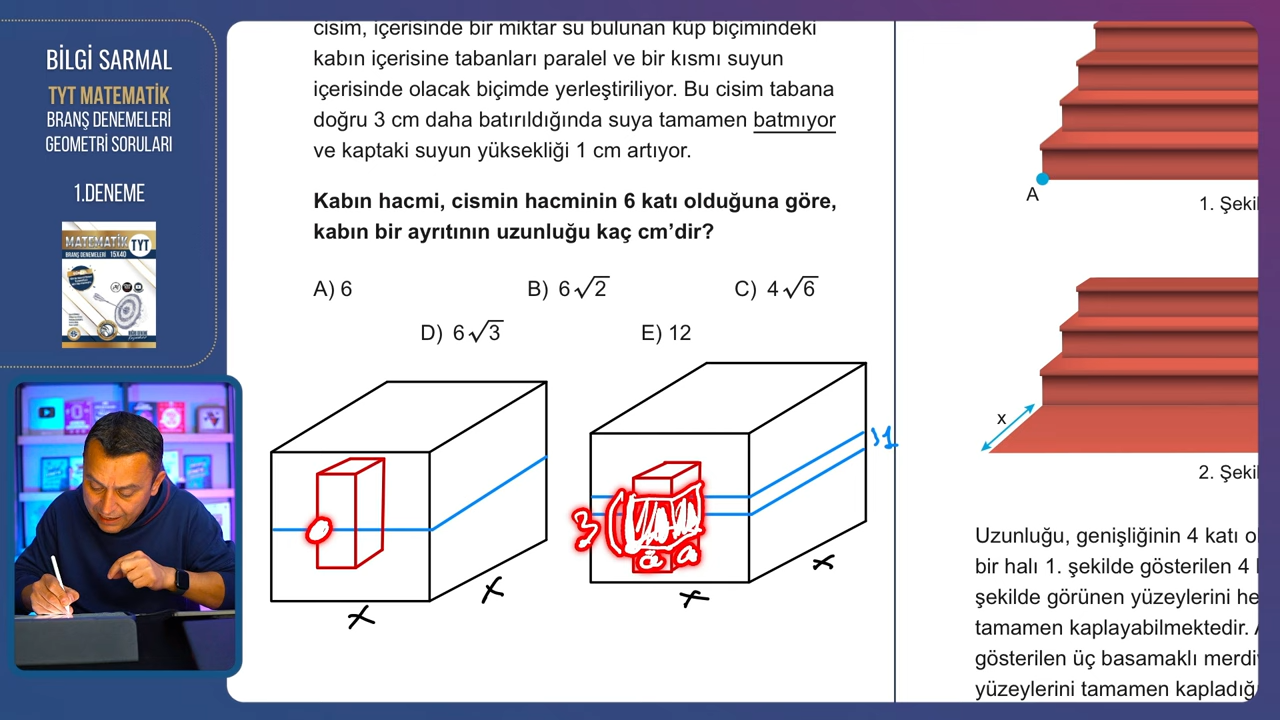 BİLGİ SARMAL
TYT MATEMATİK
BRANŞ DENEMELERİ
GEOMETRİ SORULARI
1.DENEME
MATEMATİK TYT
BRANŞ DENEMELERİ 15X40
cisim, içerisinde bir miktar su bulunan küp biçimindeki
kabın içerisine tabanları paralel ve bir kısmı suyun
içerisinde olacak biçimde yerleştiriliyor. Bu cisim tabana
doğru 3 cm daha batırıldığında suya tamamen batmıyor
ve kaptaki suyun yüksekliği 1 cm artıyor.
Kabın hacmi, cismin hacminin 6 katı olduğuna göre,
kabın bir ayrıtının uzunluğu kaç cm'dir?
A) 6
B) 6√2
C) 4√6
D) 6√3
E) 12
x
x
3
a
a
1
x
x
A
1. Şekil
x
2. Şekil
Uzunluğu, genişliğinin 4 katı o
bir halı 1. şekilde gösterilen 4
şekilde görünen yüzeylerini he
tamamen kaplayabilmektedir.
gösterilen üç basamaklı merdi
yüzeylerini tamamen kapladığ